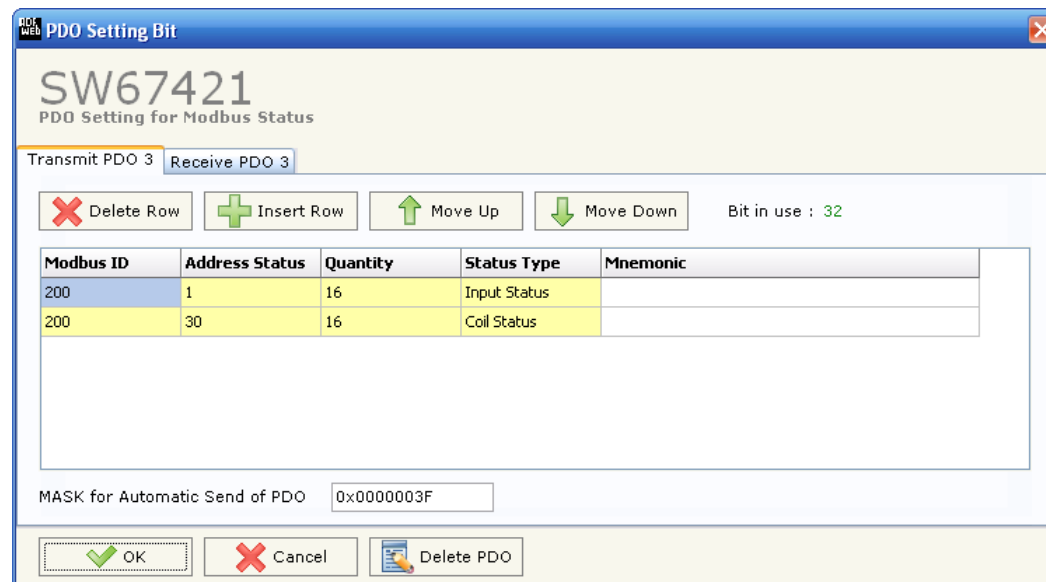 ADF
WEB PDO Setting Bit
SW67421
PDO Setting for Modbus Status
Transmit PDO 3 Receive PDO 3
Delete Row Insert Row Move Up Move Down Bit in use : 32
Modbus ID Address Status Quantity Status Type Mnemonic
200 1 16 Input Status
200 30 16 Coil Status
MASK for Automatic Send of PDO 0x0000003F
OK Cancel Delete PDO